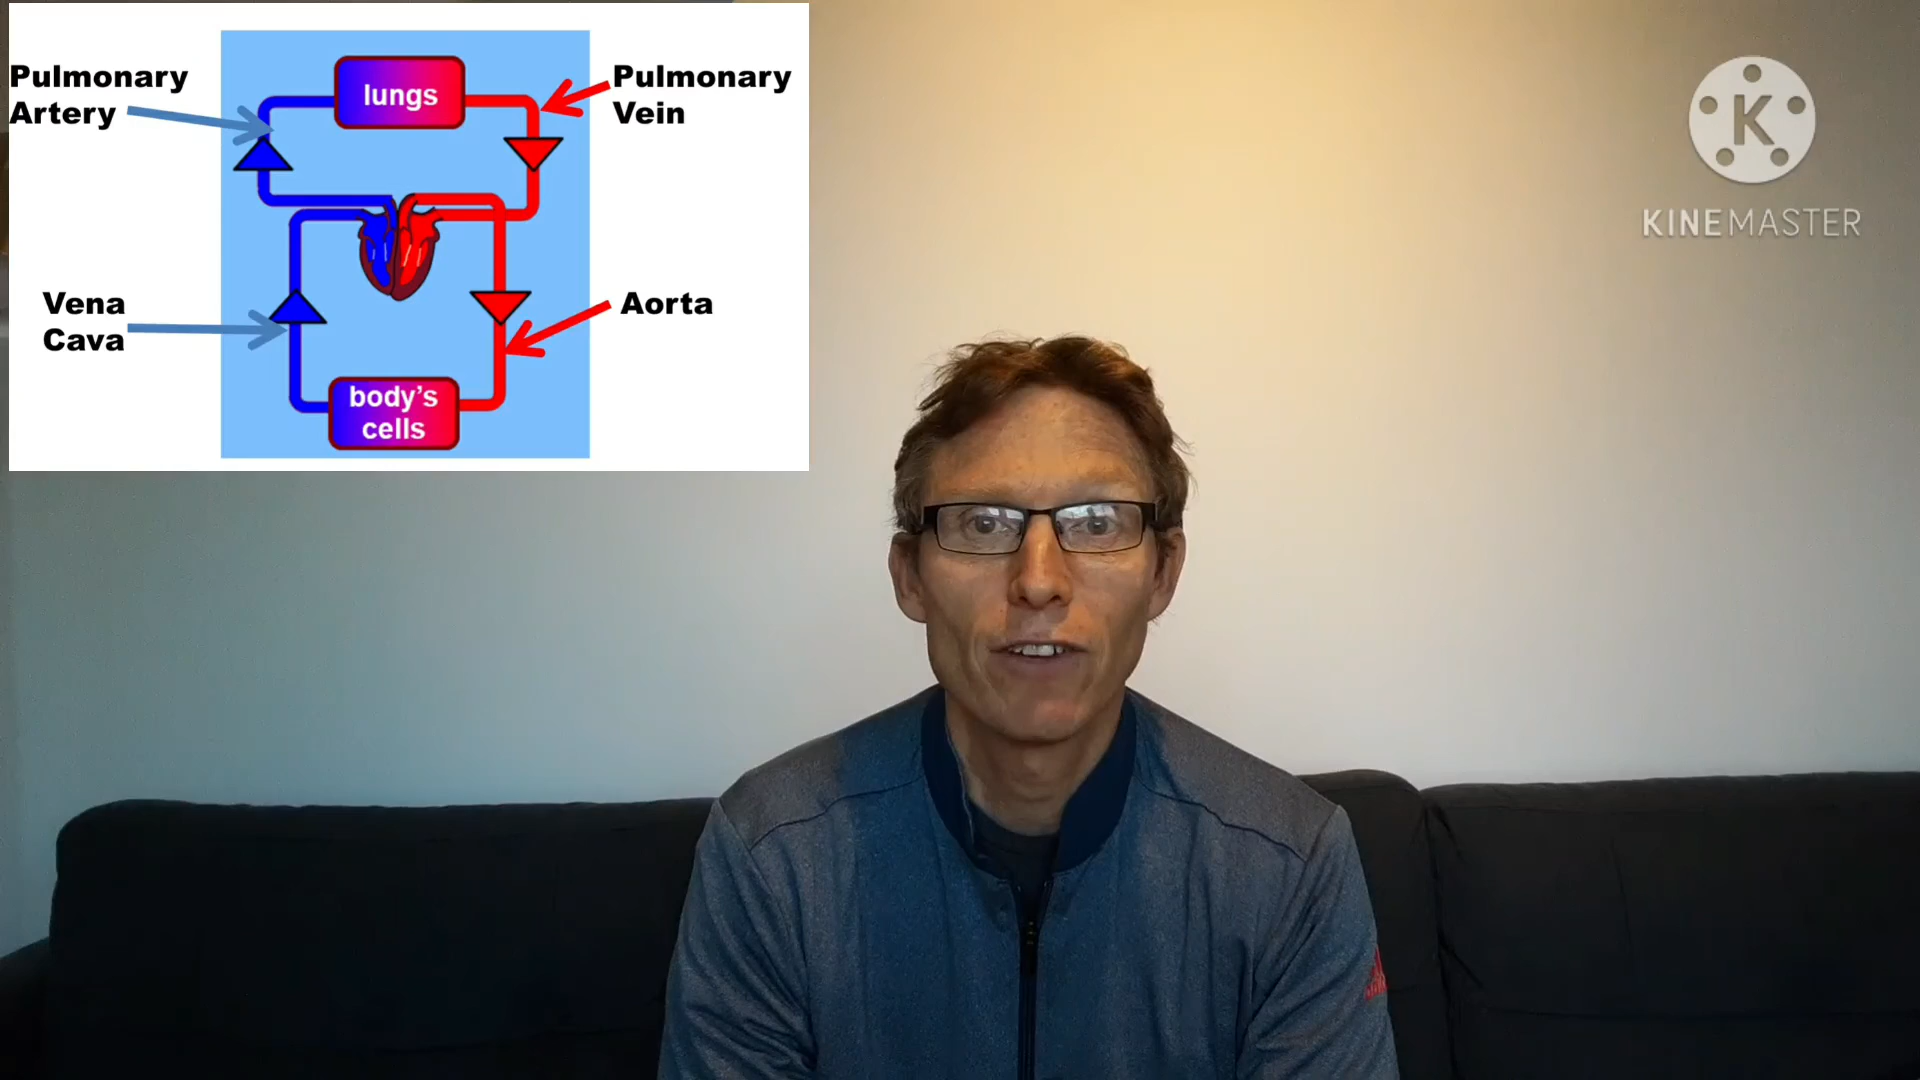 Pulmonary
Artery
lungs
Pulmonary
Vein
Vena
Cava
Aorta
body's
cells
K
KINEMASTER